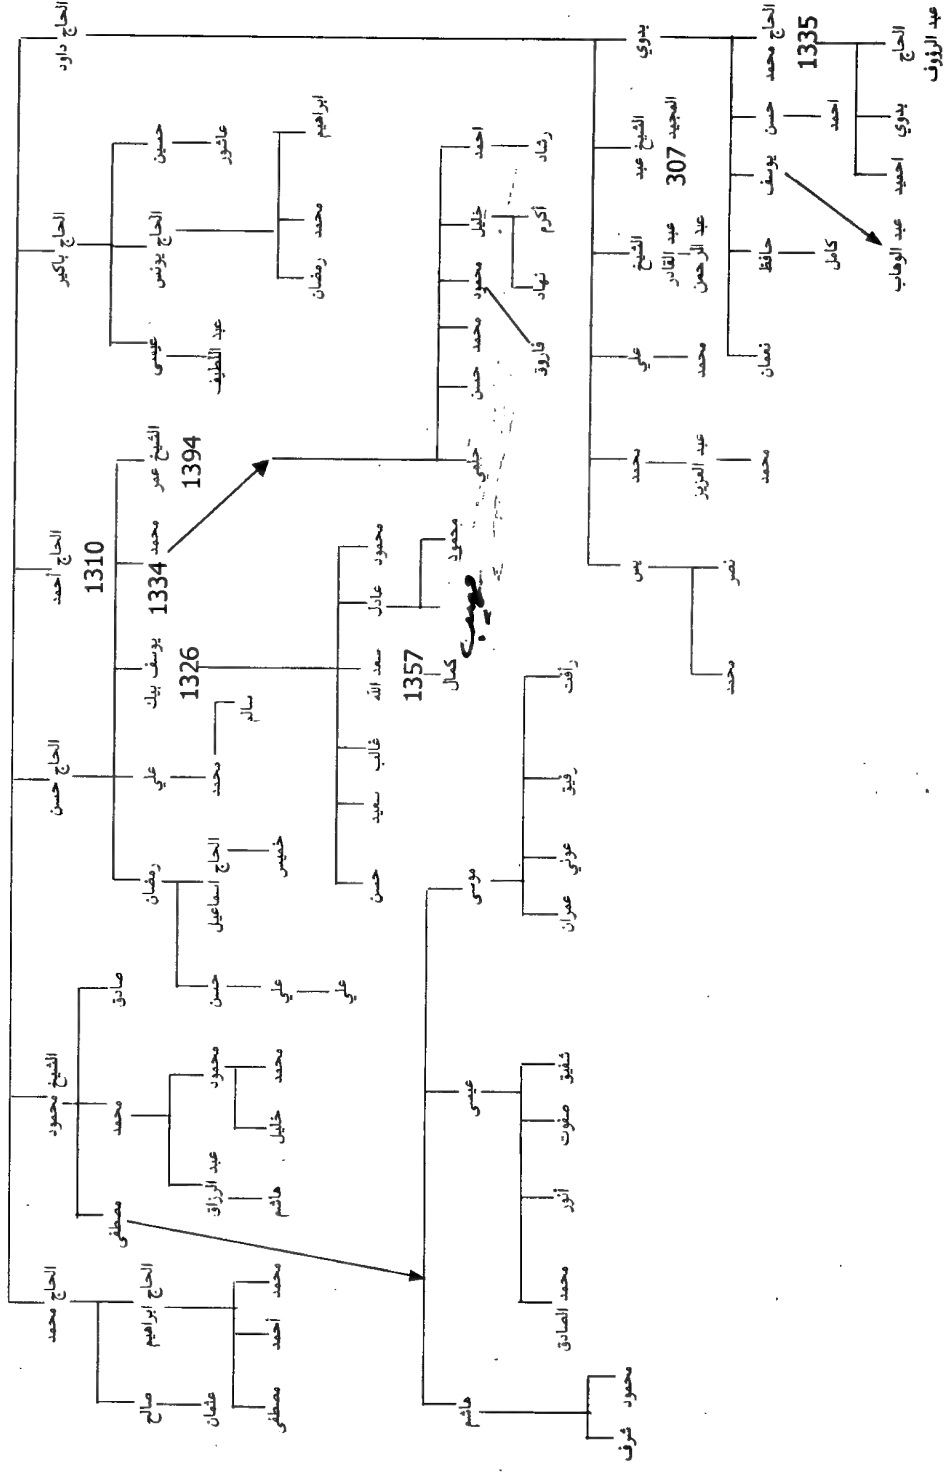 الحاج داود
الحاج باكير
الحاج أحمد
الحاج حسن
الشيخ محمود
الحاج محمد
حسين
عاشور
الحاج يونس
ابراهيم
محمد
رمضان
عيسى
عبد اللطيف
1310
الشيخ عمر
1394
محمد
1334
يوسف بيك
1326
علي
محمد
سالم
رمضان
الحاج اسماعيل
خميس
حسن
علي
علي
صادق
محمد
مصطفى
محمود
محمد
خليل
عبد الرزاق
هاشم
الحاج ابراهيم
صالح
عثمان
محمد
أحمد
مصطفى
احمد
رشاد
خليل
أكرم
نهاد
محمود
فاروق
محمد
حسن
حلمي
محمود
عادل
محمود
سعد الله
1357
كمال
غالب
سعيد
حسن
موسى
رأفت
رفيق
عوني
عمران
عيسى
شفيق
صفوت
أنور
محمد الصادق
هاشم
محمود
شرف
بدوي
الشيخ عبد المجيد
307
الشيخ عبد القادر
عبد الرحمن
علي
محمد
محمد
عبد العزيز
محمد
يس
نصر
محمد
الحاج محمد
1335
الحاج عبد الرؤوف
بدوي
احميد
حسن
احمد
يوسف
عبد الوهاب
حافظ
كامل
نعمان